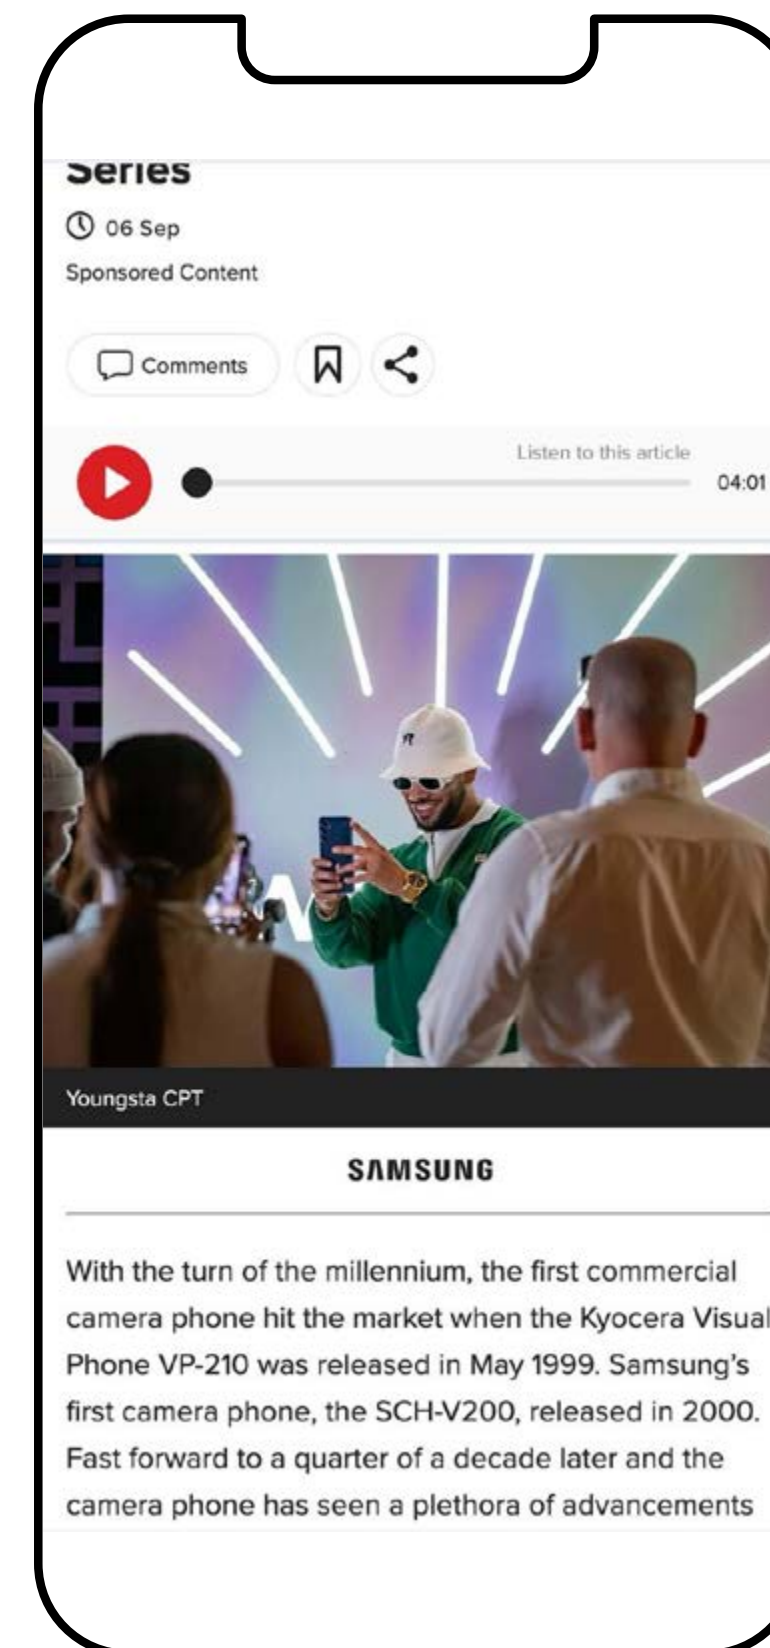 Series
06 Sep
Sponsored Content
Comments
Listen to this article
04:01
Youngsta CPT
SAMSUNG
With the turn of the millennium, the first commercial
camera phone hit the market when the Kyocera Visual
Phone VP-210 was released in May 1999. Samsung's
first camera phone, the SCH-V200, released in 2000.
Fast forward to a quarter of a decade later and the
camera phone has seen a plethora of advancements